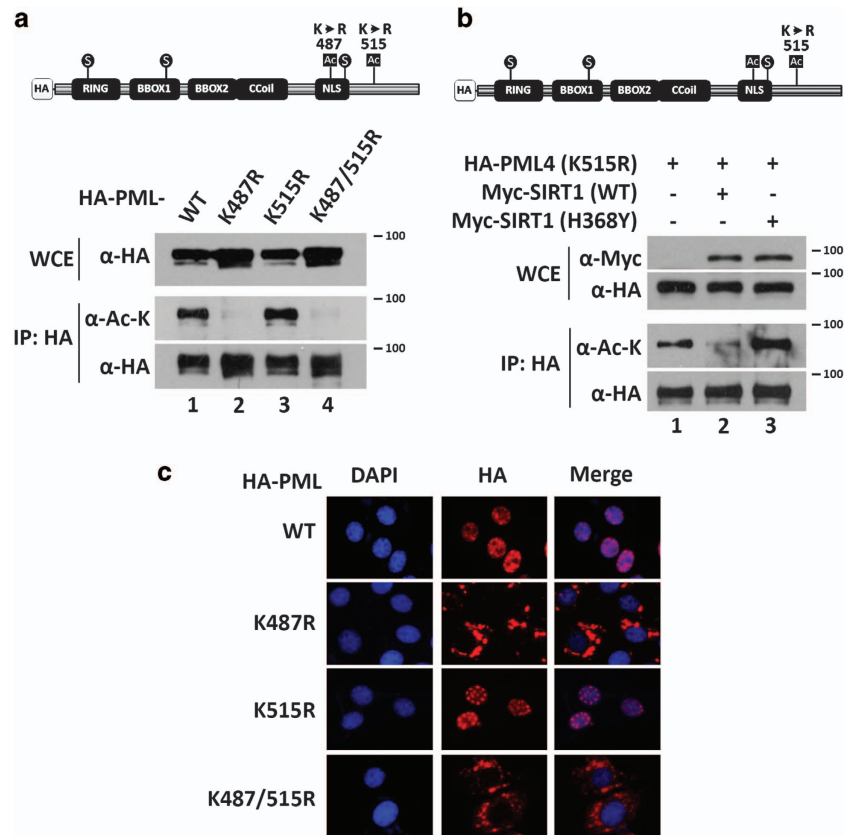 a
K➤R K➤R
487 515
S S Ac S Ac
HA RING BBOX1 BBOX2 CCoil NLS
HA-PML- WT K487R K515R K487/515R
WCE α-HA – 100
IP: HA α-Ac-K – 100
α-HA – 100
1 2 3 4
b
K➤R
515
S S Ac S Ac
HA RING BBOX1 BBOX2 CCoil NLS
HA-PML4 (K515R) + + +
Myc-SIRT1 (WT) - + -
Myc-SIRT1 (H368Y) - - +
WCE α-Myc – 100
α-HA – 100
IP: HA α-Ac-K – 100
α-HA – 100
1 2 3
c
HA-PML DAPI HA Merge
WT
K487R
K515R
K487/515R